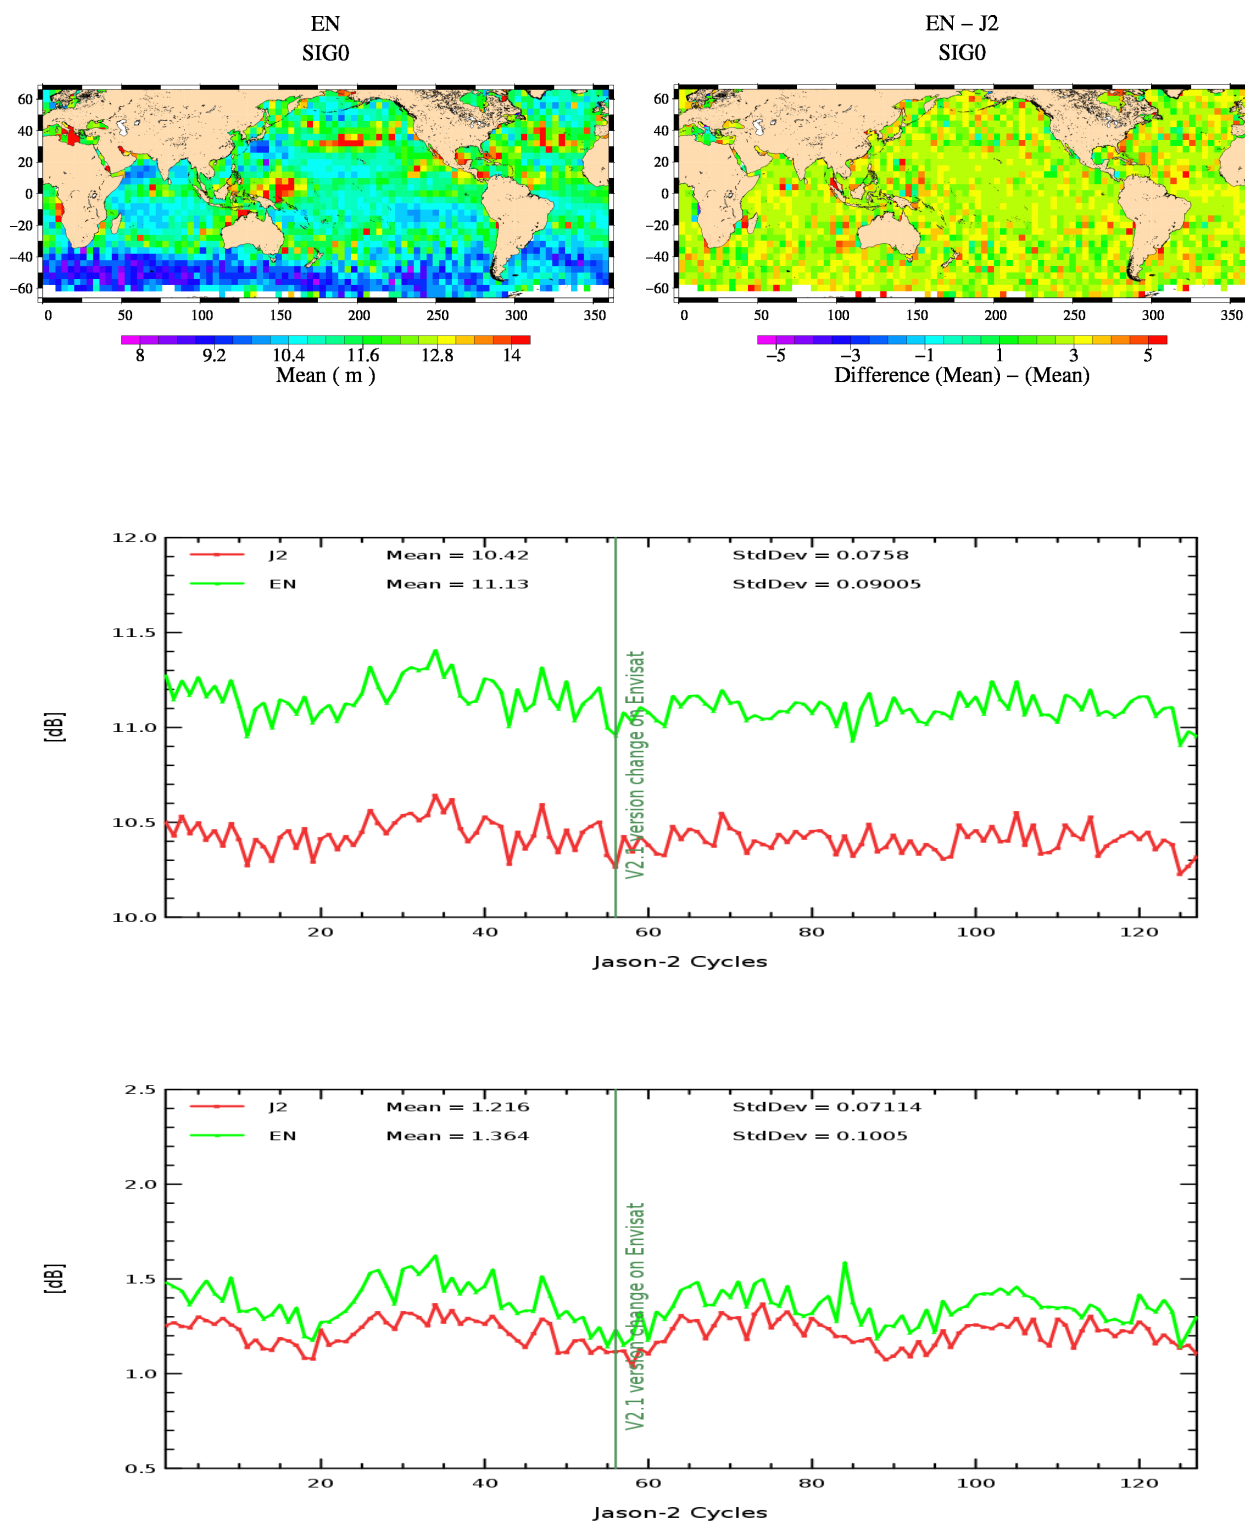 EN
SIG0
60
40
20
0
−20
−40
−60
0 50 100 150 200 250 300 350
8 9.2 10.4 11.6 12.8 14
Mean ( m )
EN − J2
SIG0
60
40
20
0
−20
−40
−60
0 50 100 150 200 250 300 350
−5 −3 −1 1 3 5
Difference (Mean) − (Mean)
12.0
11.5
11.0
10.5
10.0
[dB]
J2 Mean = 10.42 StdDev = 0.0758
EN Mean = 11.13 StdDev = 0.09005
V2.1 version change on Envisat
20 40 60 80 100 120
Jason-2 Cycles
2.5
2.0
1.5
1.0
0.5
[dB]
J2 Mean = 1.216 StdDev = 0.07114
EN Mean = 1.364 StdDev = 0.1005
V2.1 version change on Envisat
20 40 60 80 100 120
Jason-2 Cycles